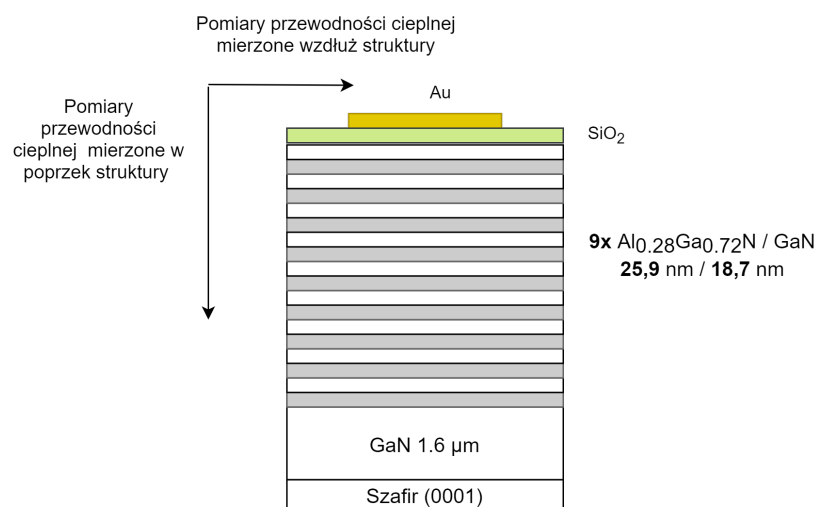 Pomiary przewodności cieplnej
mierzone wzdłuż struktury
Au
Pomiary
przewodności
cieplnej mierzone w
poprzek struktury
SiO2
9x Al0.28Ga0.72N / GaN
25,9 nm / 18,7 nm
GaN 1.6 µm
Szafir (0001)